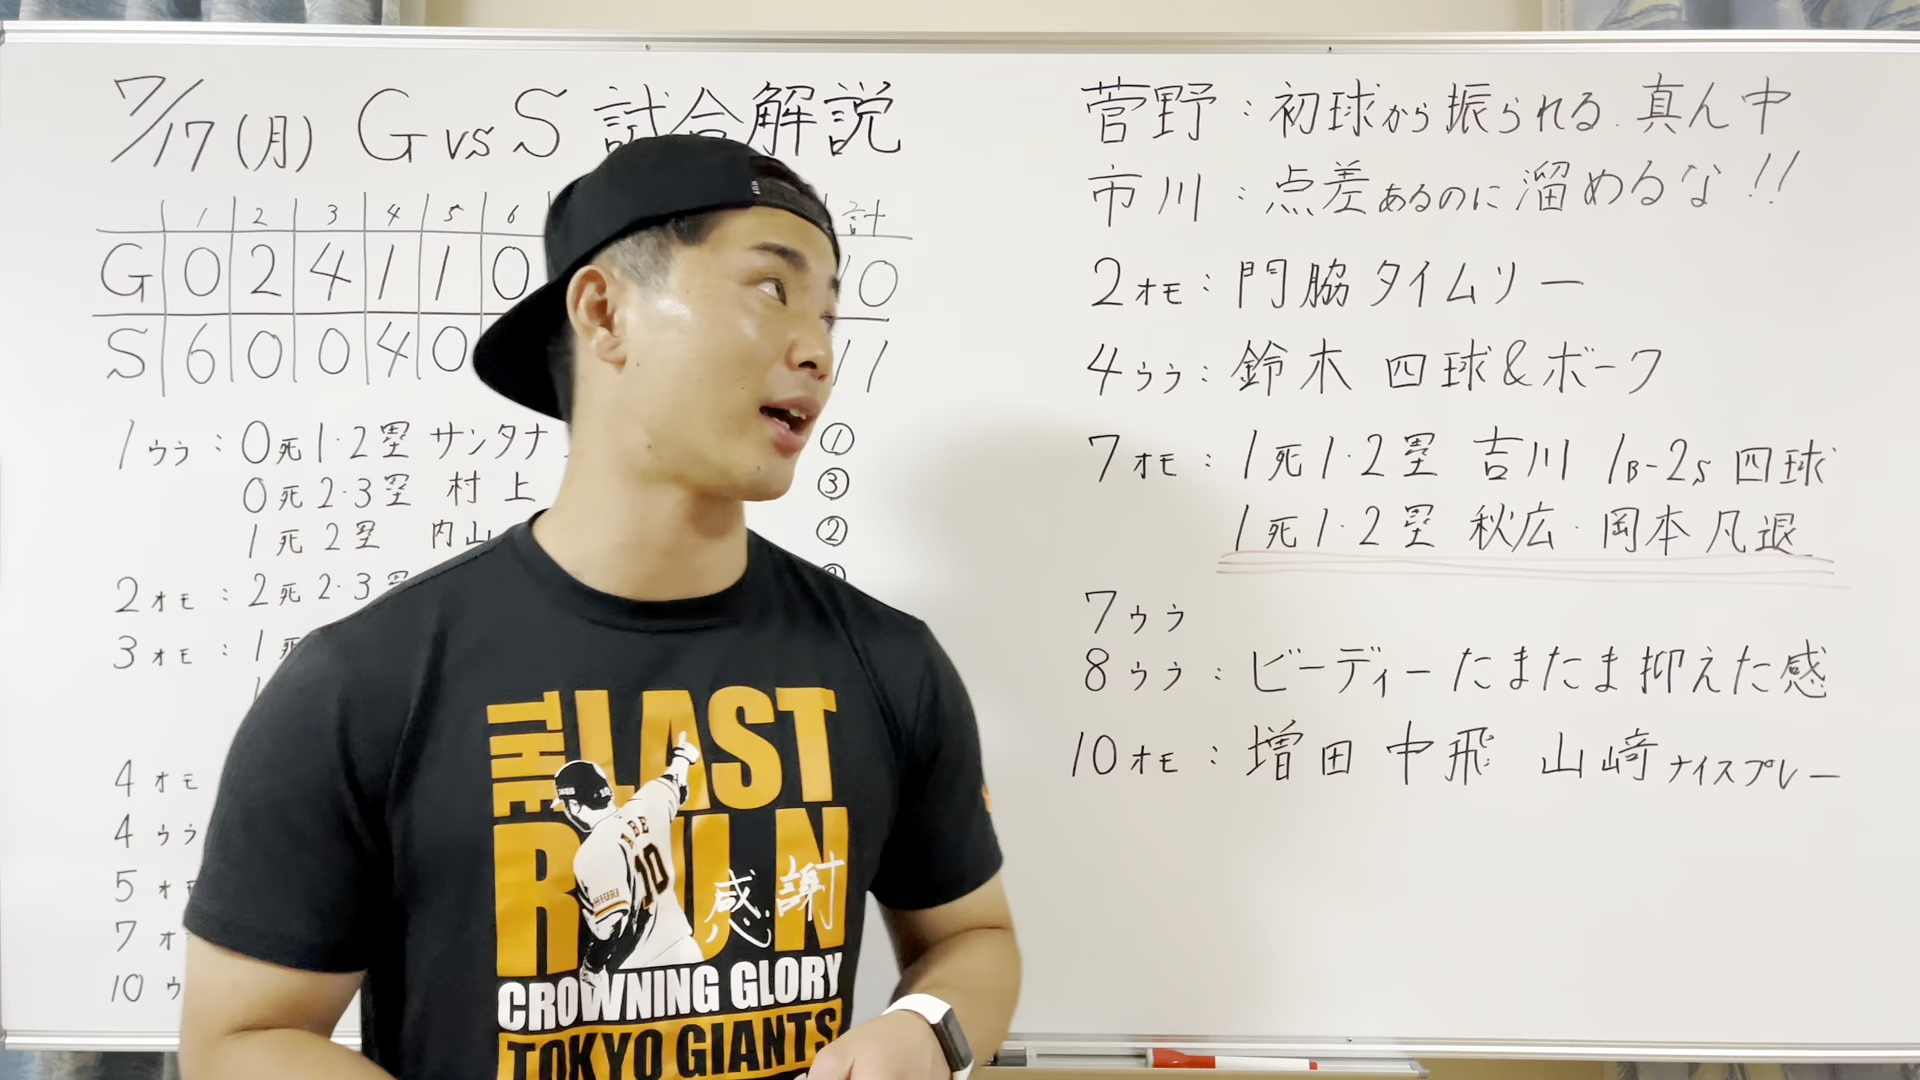 7/17(月) G vs S 試合解説
1 2 3 4 5 6 計
G 0 2 4 1 1 0 10
S 6 0 0 4 0 11
1ウラ：0死1・2塁 サンタナ ①
0死2・3塁 村上 ③
1死2塁 内山 ②
2オモ：2死2・3塁
3オモ：1死
4オモ
4ウラ
5オモ
7オモ
10ウ
菅野：初球から振られる 真ん中
市川：点差あるのに溜めるな!!
2オモ：門脇タイムリー
4ウラ：鈴木 四球&ボーク
7オモ：1死1・2塁 吉川 1B-2S 四球
1死1・2塁 秋広・岡本 凡退
7ウラ
8ウラ：ビーディーたまたま抑えた感
10オモ：増田 中飛 山崎ナイスプレー
THE LAST RUN
ABE
10
感謝
CROWNING GLORY
TOKYO GIANTS